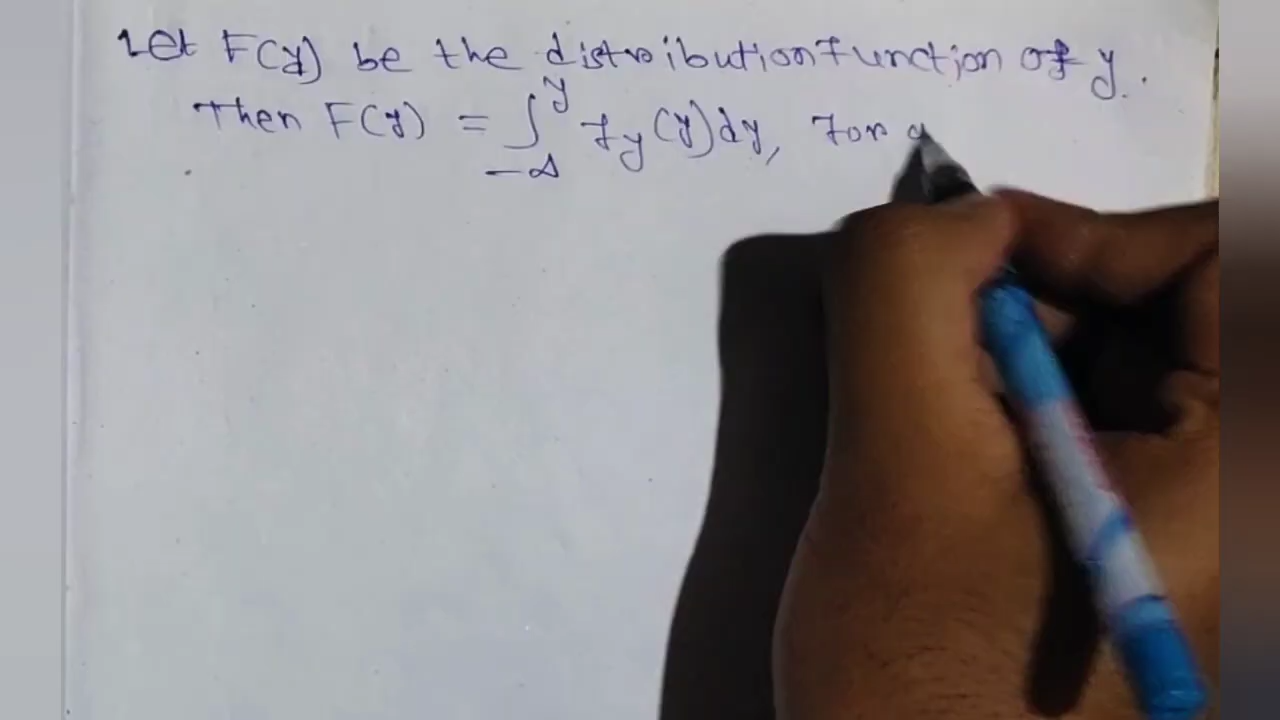 Let F(y) be the distribution function of y.
Then F(y) = ∫_{-∞}^{y} f_y(y)dy, for